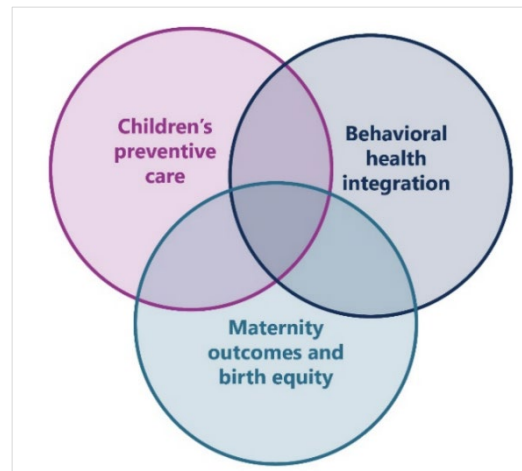 Children's
preventive
care
Behavioral
health
integration
Maternity
outcomes and
birth equity